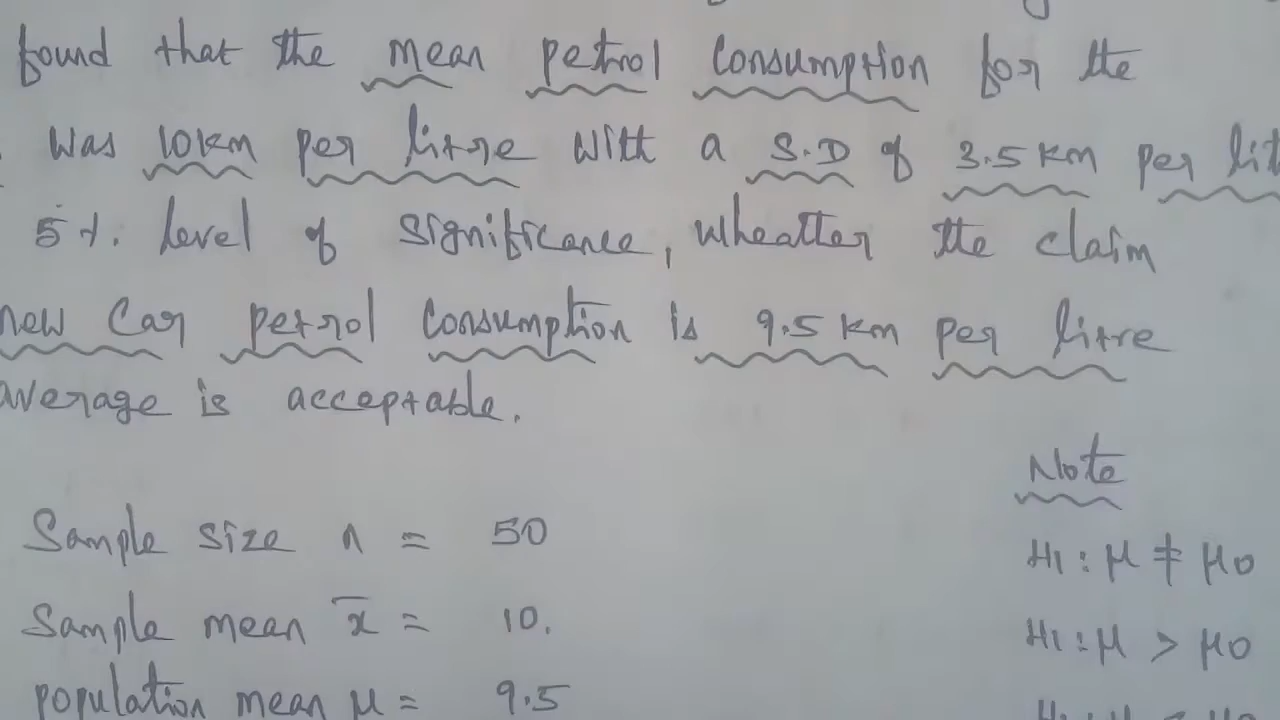 found that the mean petrol consumption for the
was 10km per litre with a S.D of 3.5 km per lit
5%. level of significance, wheatter the claim
new car petrol consumption is 9.5 km per litre
average is acceptable.
Note
Sample size n = 50
H1 : μ ≠ μ0
Sample mean x̄ = 10.
H1 : μ > μ0
population mean μ = 9.5